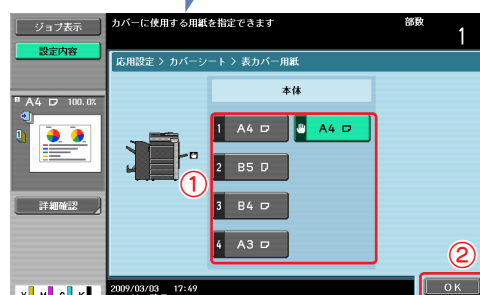 ジョブ表示
カバーに使用する用紙を指定できます
部数
1
設定内容
応用設定 > カバーシート > 表カバー用紙
本体
A4 100.0%
1 A4
A4
2 B5
①
3 B4
詳細確認
4 A3
②
Y M C K
2009/03/03 17:49
OK